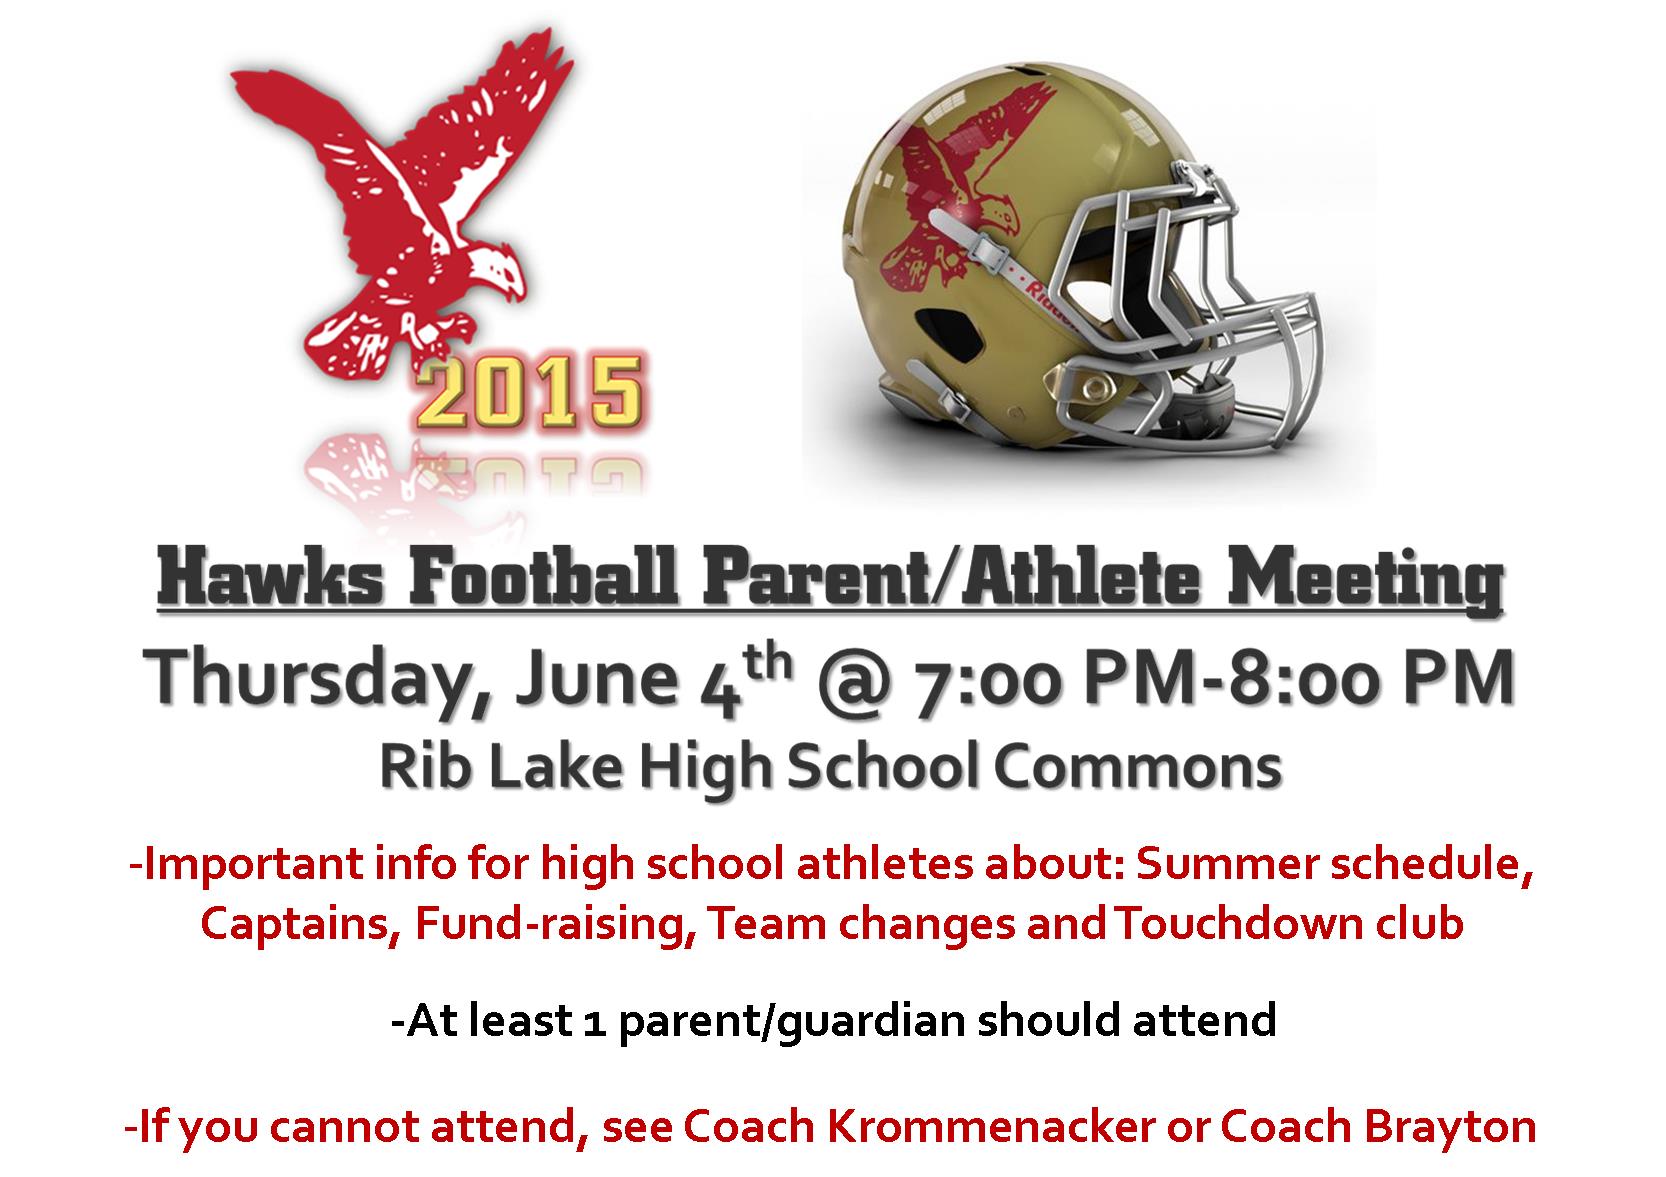 2015
Hawks Football Parent/Athlete Meeting
Thursday, June 4th @ 7:00 PM-8:00 PM
Rib Lake High School Commons
-Important info for high school athletes about: Summer schedule,
Captains, Fund-raising, Team changes and Touchdown club
-At least 1 parent/guardian should attend
-If you cannot attend, see Coach Krommenacker or Coach Brayton